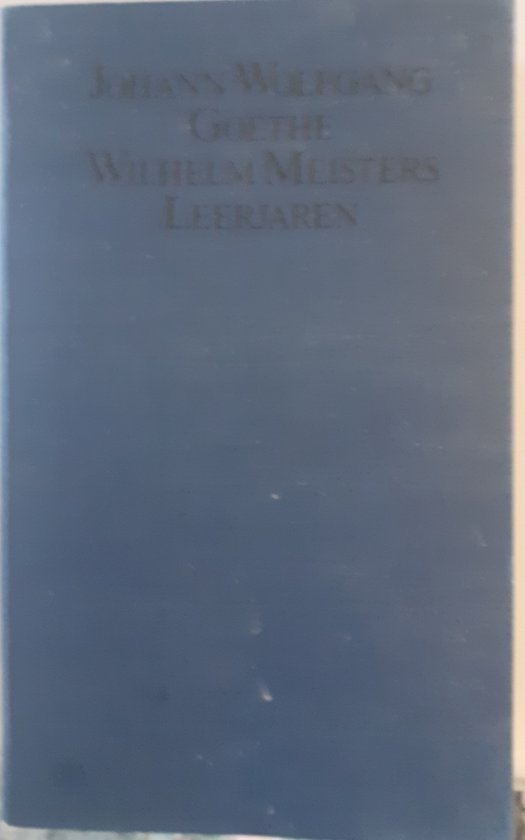 JOHANN WOLFGANG
GOETHE
WILHELM MEISTERS
LEERJAREN